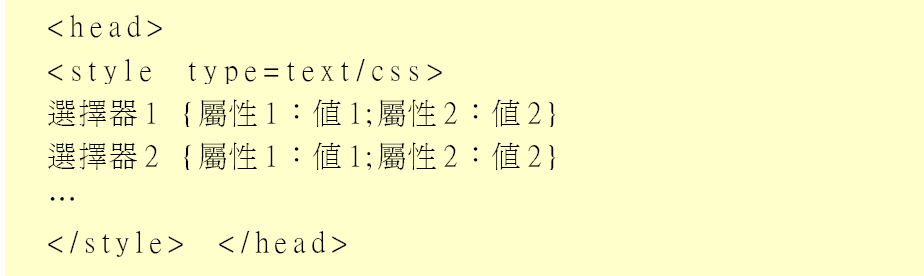 <head>
<style type=text/css>
選擇器1 {屬性1：值1;屬性2：值2}
選擇器2 {屬性1：值1;屬性2：值2}
…
</style> </head>